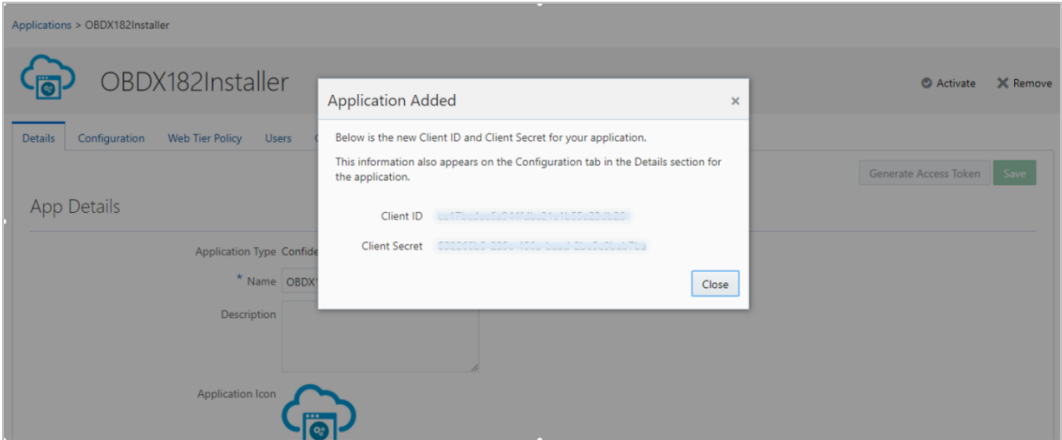 Applications > OBDX182Installer
OBDX182Installer
Activate
Remove
Details
Configuration
Web Tier Policy
Users
Generate Access Token
Save
App Details
Application Type Confide
* Name OBDX1
Description
Application Icon
Application Added
×
Below is the new Client ID and Client Secret for your application.
This information also appears on the Configuration tab in the Details section for
the application.
Client ID
Client Secret
Close